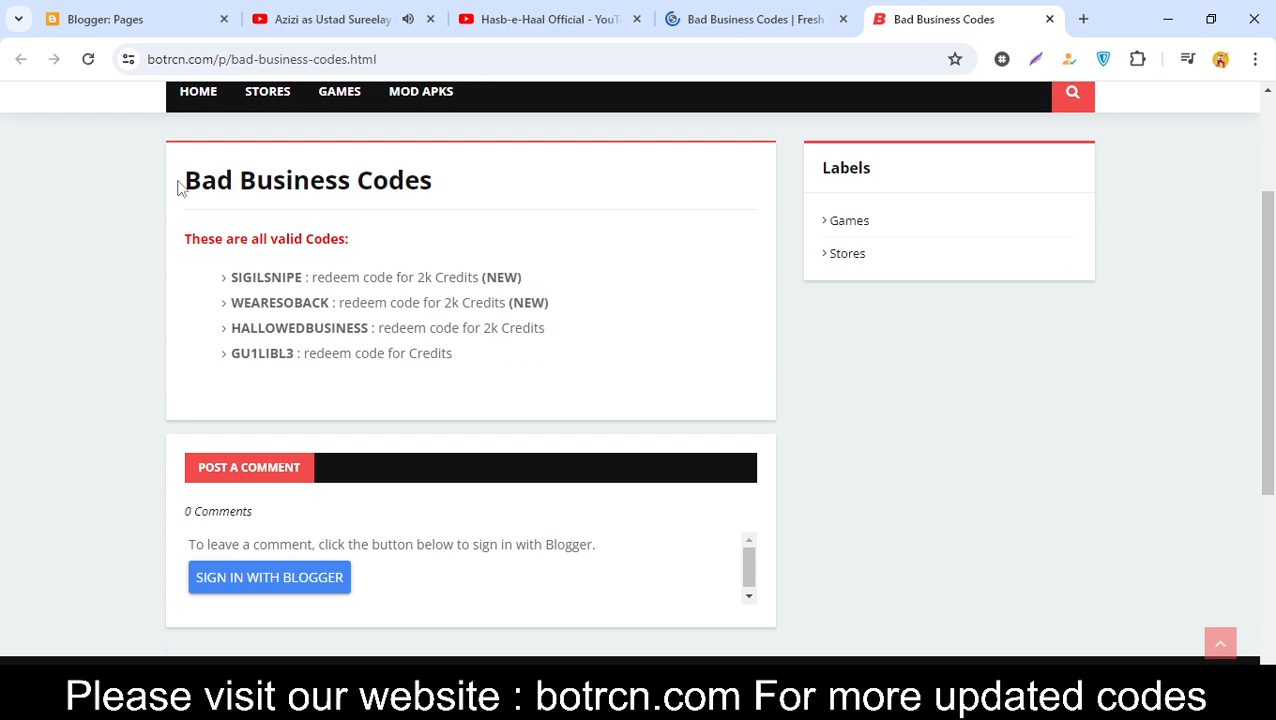 Blogger: Pages
Azizi as Ustad Sureelay
Hasb-e-Haal Official - YouT
Bad Business Codes | Fresh
Bad Business Codes
botrcn.com/p/bad-business-codes.html
HOME STORES GAMES MOD APKS
Bad Business Codes
Labels
Games
Stores
These are all valid Codes:
SIGILSNIPE : redeem code for 2k Credits (NEW)
WEARESOBACK : redeem code for 2k Credits (NEW)
HALLOWEDBUSINESS : redeem code for 2k Credits
GU1LIBL3 : redeem code for Credits
POST A COMMENT
0 Comments
To leave a comment, click the button below to sign in with Blogger.
SIGN IN WITH BLOGGER
Please visit our website : botrcn.com For more updated codes